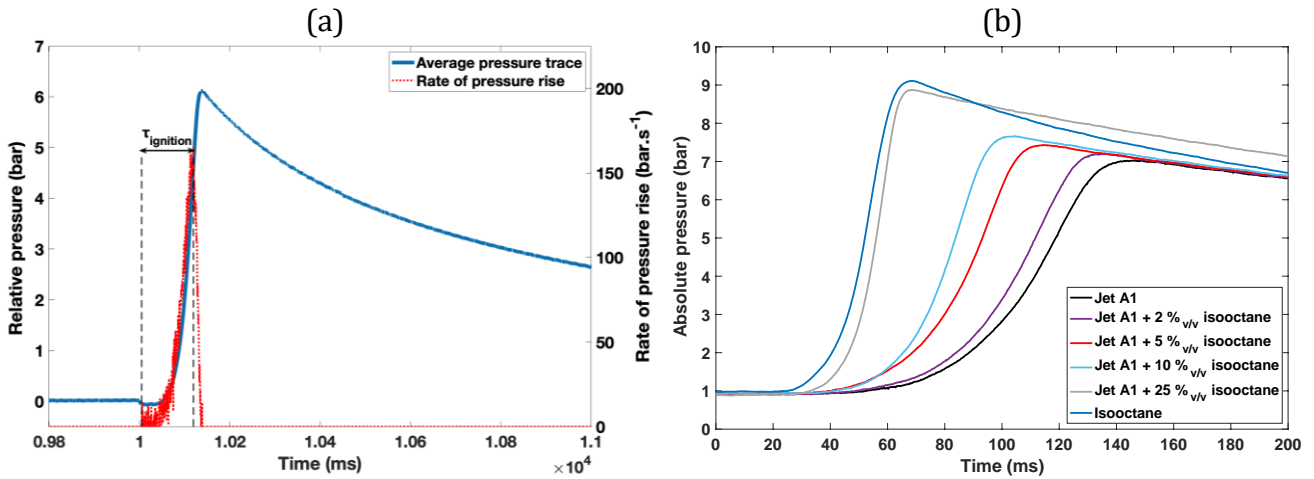 (a)
(b)
7
6
5
4
3
2
1
0
Relative pressure (bar)
Average pressure trace
Rate of pressure rise
τignition
200
150
100
50
0
Rate of pressure rise (bar.s-1)
0.98
1
1.02
1.04
1.06
1.08
1.1
×10^4
Time (ms)
10
9
8
7
6
5
4
3
2
1
0
Absolute pressure (bar)
Jet A1
Jet A1 + 2 %v/v isooctane
Jet A1 + 5 %v/v isooctane
Jet A1 + 10 %v/v isooctane
Jet A1 + 25 %v/v isooctane
Isooctane
0
20
40
60
80
100
120
140
160
180
200
Time (ms)